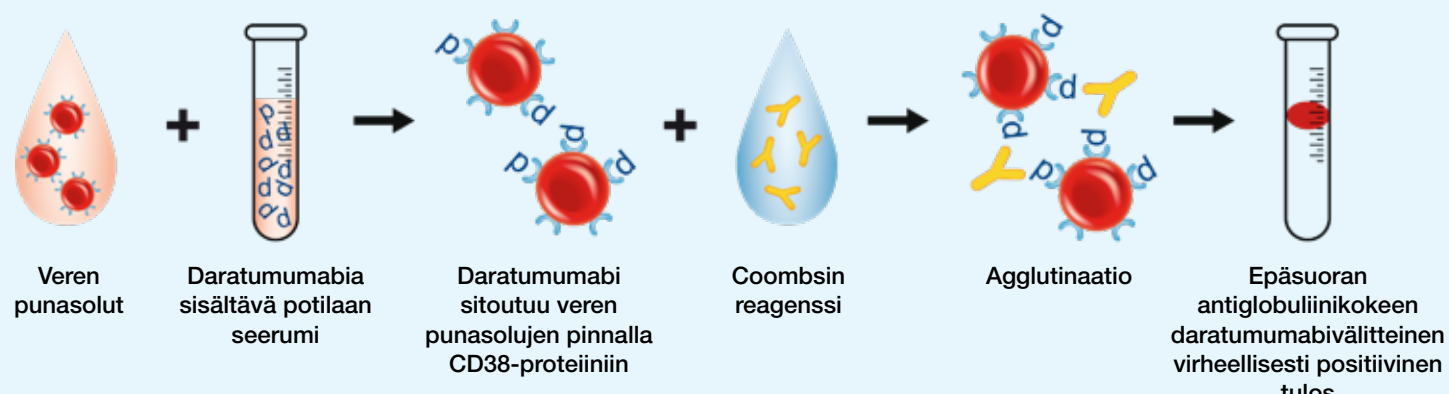 Veren
punasolut
Daratumumabia
sisältävä potilaan
seerumi
Daratumumabi
sitoutuu veren
punasolujen pinnalla
CD38-proteiiniin
Coombsin
reagenssi
Agglutinaatio
Epäsuoran
antiglobuliinikokeen
daratumumabivälitteinen
virheellisesti positiivinen
tulos